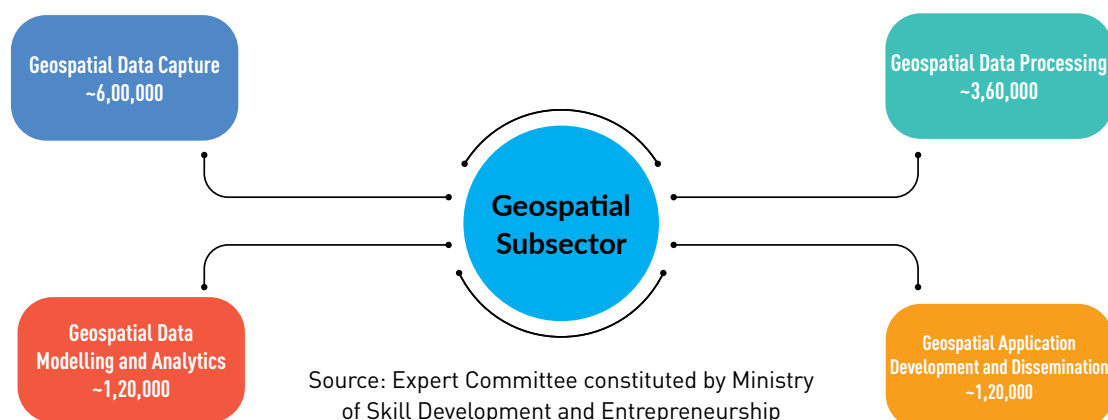 Geospatial Data Capture
~6,00,000
Geospatial Data Processing
~3,60,000
Geospatial
Subsector
Geospatial Data
Modelling and Analytics
~1,20,000
Geospatial Application
Development and Dissemination
~1,20,000
Source: Expert Committee constituted by Ministry
of Skill Development and Entrepreneurship